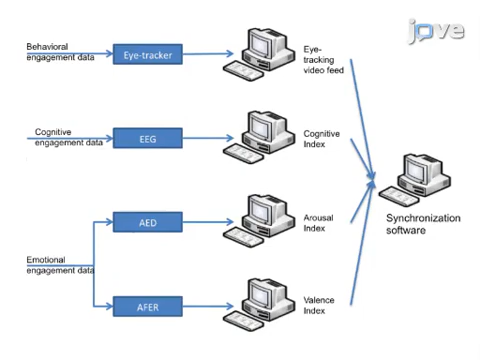 jove
Behavioral
engagement data
Eye-tracker
Eye-
tracking
video feed
Cognitive
engagement data
EEG
Cognitive
Index
AED
Arousal
Index
Synchronization
software
Emotional
engagement data
AFER
Valence
Index